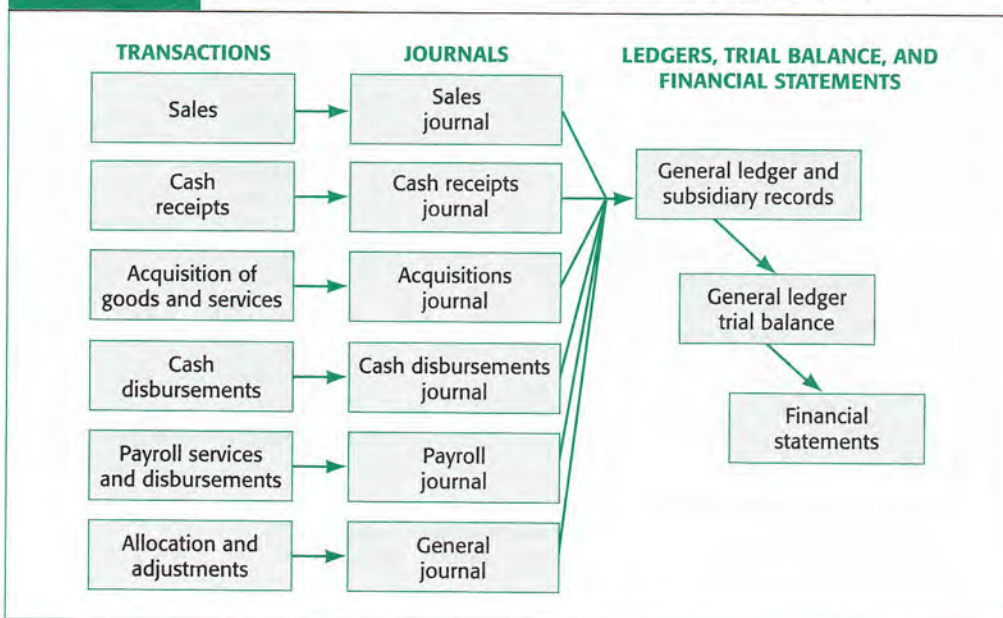 TRANSACTIONS
JOURNALS
LEDGERS, TRIAL BALANCE, AND
FINANCIAL STATEMENTS
Sales
Sales
journal
Cash
receipts
Cash receipts
journal
General ledger and
subsidiary records
Acquisition of
goods and services
Acquisitions
journal
General ledger
trial balance
Cash
disbursements
Cash disbursements
journal
Financial
statements
Payroll services
and disbursements
Payroll
journal
Allocation and
adjustments
General
journal